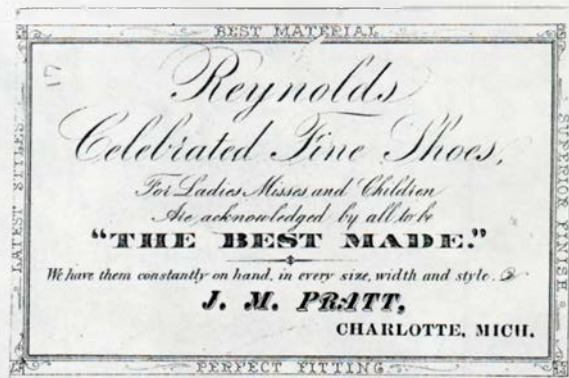 BEST MATERIAL
LATEST STYLES
SUPERIOR FINISH
17
Reynolds
Celebrated Fine Shoes,
For Ladies Misses and Children
Are acknowledged by all to be
"THE BEST MADE."
We have them constantly on hand, in every size, width and style.
J. M. PRATT,
CHARLOTTE, MICH.
PERFECT FITTING